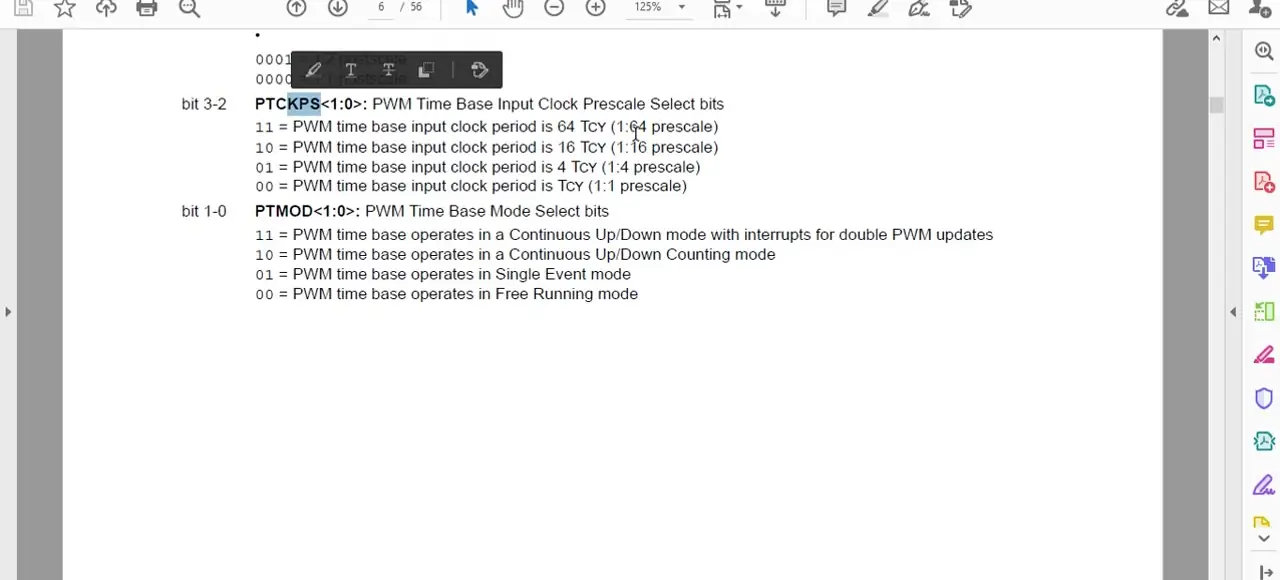 6 / 56
125%
•
0001
0000
bit 3-2 PTCKPS<1:0>: PWM Time Base Input Clock Prescale Select bits
11 = PWM time base input clock period is 64 TCY (1:64 prescale)
10 = PWM time base input clock period is 16 TCY (1:16 prescale)
01 = PWM time base input clock period is 4 TCY (1:4 prescale)
00 = PWM time base input clock period is TCY (1:1 prescale)
bit 1-0 PTMOD<1:0>: PWM Time Base Mode Select bits
11 = PWM time base operates in a Continuous Up/Down mode with interrupts for double PWM updates
10 = PWM time base operates in a Continuous Up/Down Counting mode
01 = PWM time base operates in Single Event mode
00 = PWM time base operates in Free Running mode